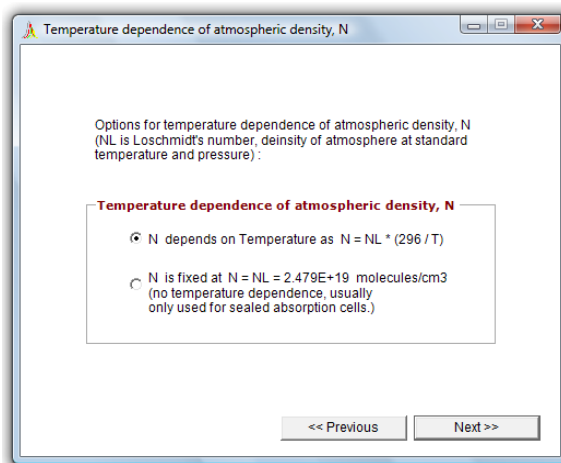 Temperature dependence of atmospheric density, N
Options for temperature dependence of atmospheric density, N
(NL is Loschmidt's number, deinsity of atmosphere at standard
temperature and pressure) :
Temperature dependence of atmospheric density, N
N depends on Temperature as N = NL * (296 / T)
N is fixed at N = NL = 2.479E+19 molecules/cm3
(no temperature dependence, usually
only used for sealed absorption cells.)
<< Previous
Next >>